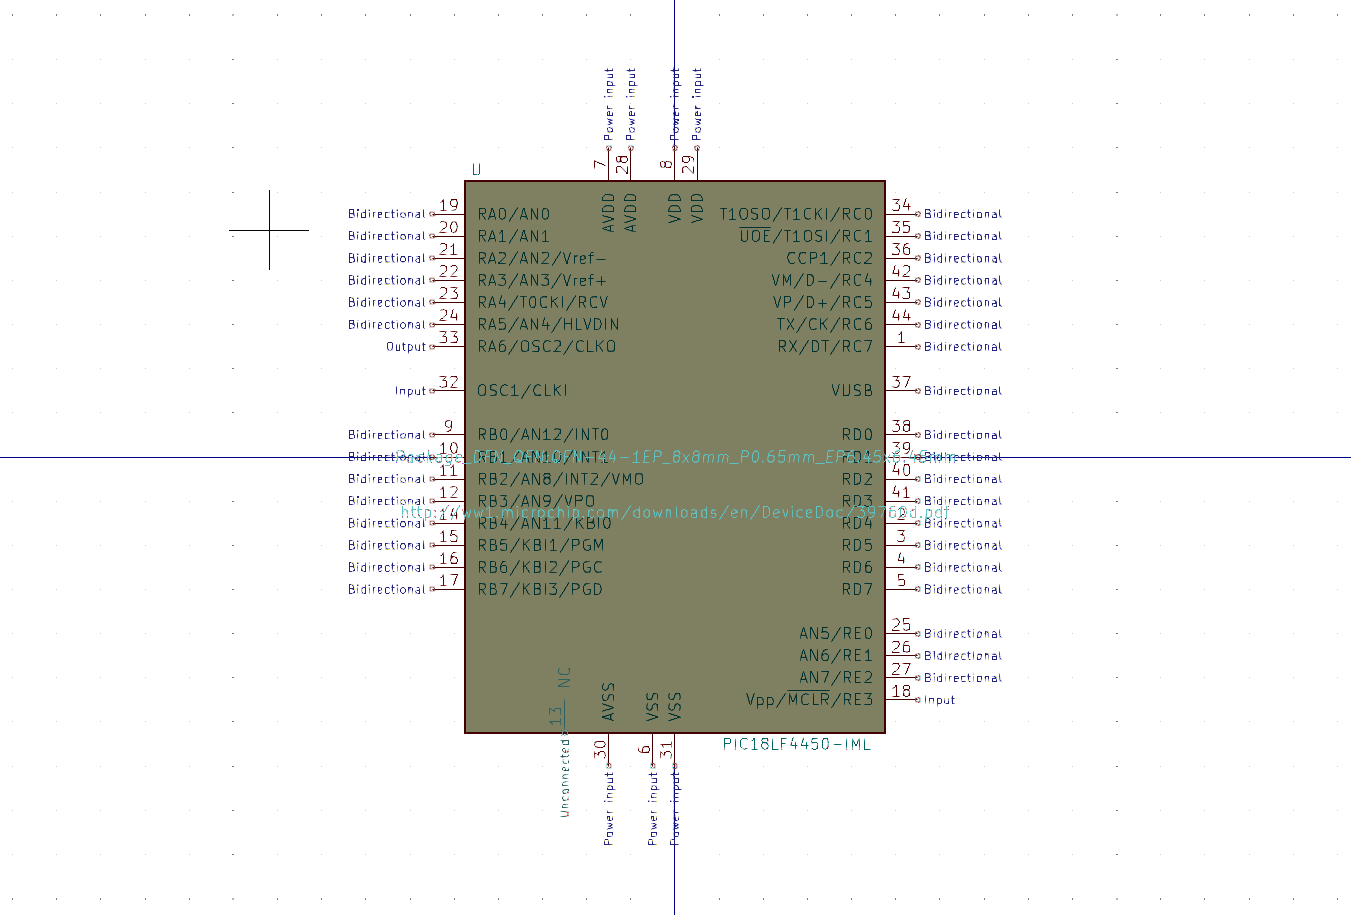 Power input Power input Power input Power input
7 28 8 29
U
AVDD AVDD VDD VDD
Bidirectional 19 RA0/AN0 T1OSO/T1CKI/RC0 34 Bidirectional
Bidirectional 20 RA1/AN1 UOE/T1OSI/RC1 35 Bidirectional
Bidirectional 21 RA2/AN2/Vref- CCP1/RC2 36 Bidirectional
Bidirectional 22 RA3/AN3/Vref+ VM/D-/RC4 42 Bidirectional
Bidirectional 23 RA4/T0CKI/RCV VP/D+/RC5 43 Bidirectional
Bidirectional 24 RA5/AN4/HLVDIN TX/CK/RC6 44 Bidirectional
Output 33 RA6/OSC2/CLKO RX/DT/RC7 1 Bidirectional
Input 32 OSC1/CLKI VUSB 37 Bidirectional
Bidirectional 9 RB0/AN12/INT0 RD0 38 Bidirectional
Bidirectional 10 RB1/AN10/INT1 RD1 39 Bidirectional
Bidirectional 11 RB2/AN8/INT2/VMO RD2 40 Bidirectional
Bidirectional 12 RB3/AN9/VPO RD3 41 Bidirectional
http://ww1.microchip.com/downloads/en/DeviceDoc/39760d.pdf
Bidirectional 14 RB4/AN11/KBI0 RD4 2 Bidirectional
Bidirectional 15 RB5/KBI1/PGM RD5 3 Bidirectional
Bidirectional 16 RB6/KBI2/PGC RD6 4 Bidirectional
Bidirectional 17 RB7/KBI3/PGD RD7 5 Bidirectional
AN5/RE0 25 Bidirectional
AN6/RE1 26 Bidirectional
AN7/RE2 27 Bidirectional
Vpp/MCLR/RE3 18 Input
NC AVSS VSS VSS
13 30 6 31
PIC18LF4450-IML
Unconnected Power input Power input Power input